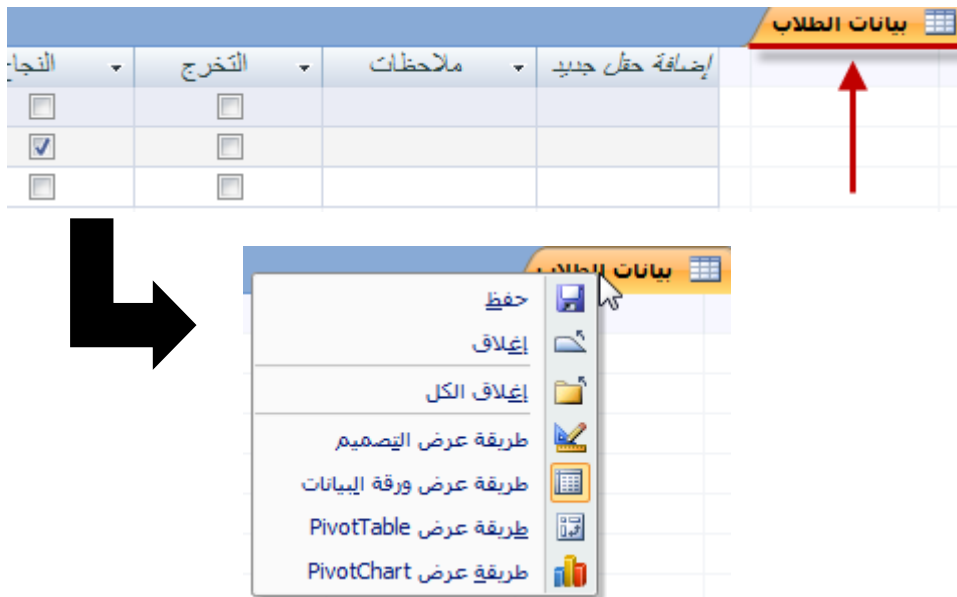 بيانات الطلاب
إضافة حقل جديد ملاحظات التخرج
بيانات الطلاب
حفظ
إغلاق
إغلاق الكل
طريقة عرض التصميم
طريقة عرض ورقة البيانات
طريقة عرض PivotTable
طريقة عرض PivotChart